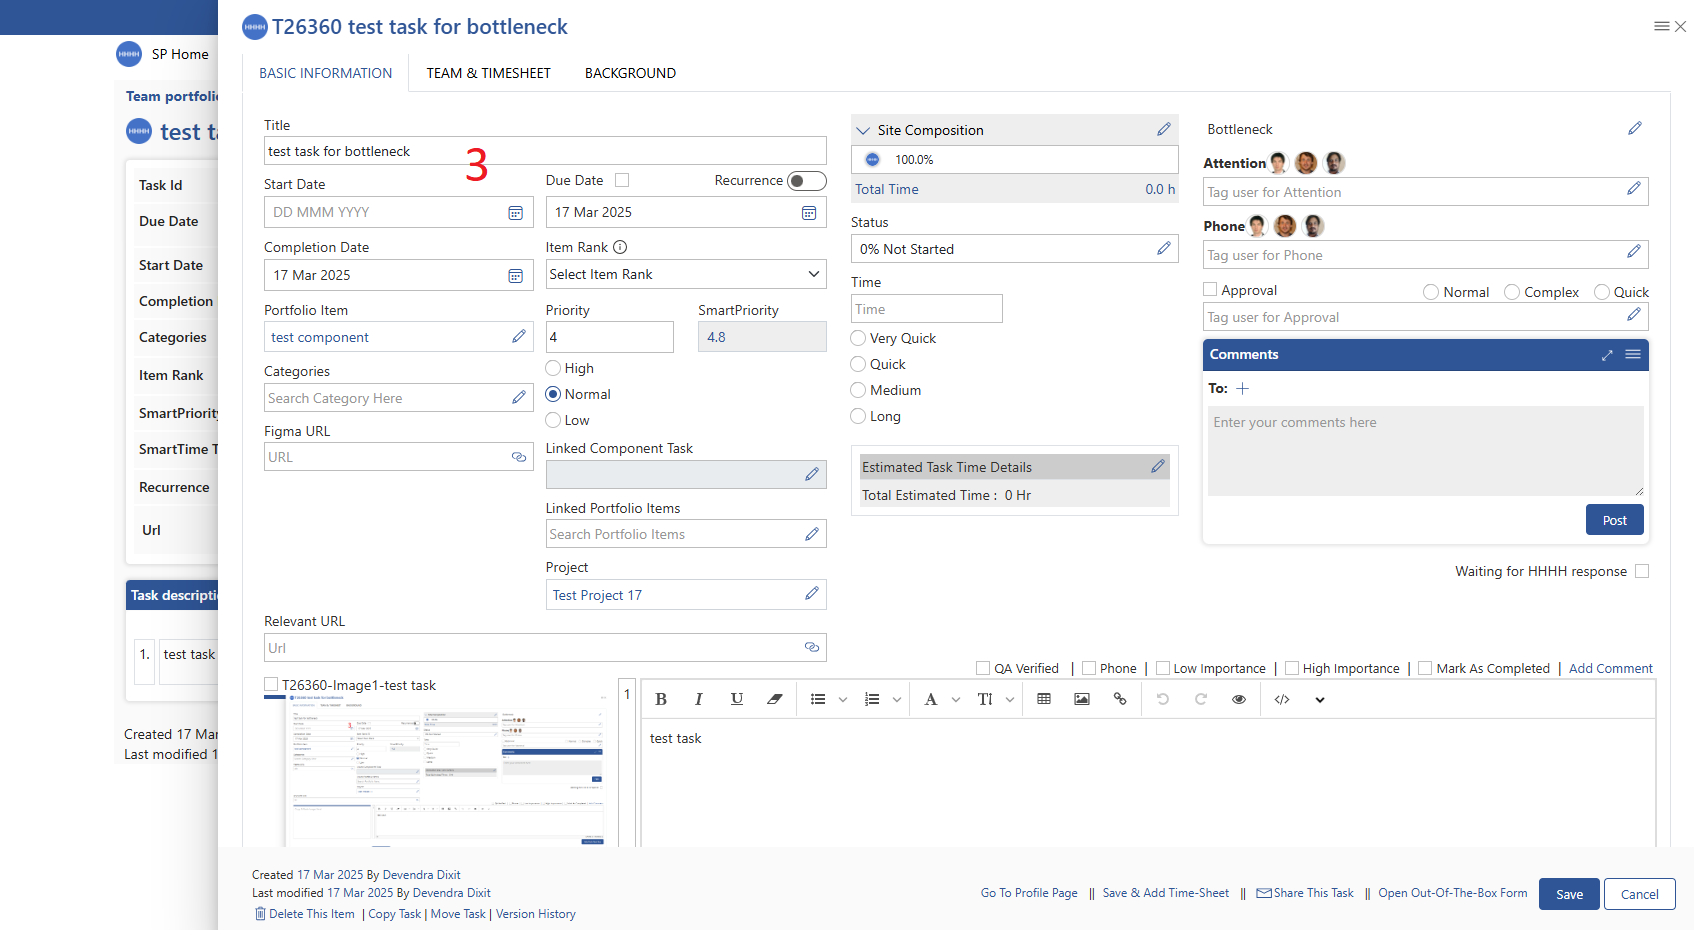 SP Home
Team portfolio
test ta
Task Id
Due Date
Start Date
Completion
Categories
Item Rank
SmartPriority
SmartTime T
Recurrence
Url
Task descripti
1. test task
Created 17 Mar
Last modified 1
HHHH T26360 test task for bottleneck
BASIC INFORMATION TEAM & TIMESHEET BACKGROUND
Title
test task for bottleneck
3
Start Date
DD MMM YYYY
Due Date Recurrence
17 Mar 2025
Completion Date
17 Mar 2025
Item Rank
Select Item Rank
Portfolio Item
test component
Priority
4
SmartPriority
4.8
High
Normal
Low
Categories
Search Category Here
Figma URL
URL
Linked Component Task
Linked Portfolio Items
Search Portfolio Items
Project
Test Project 17
Relevant URL
Url
Site Composition
100.0%
Total Time 0.0 h
Status
0% Not Started
Time
Time
Very Quick
Quick
Medium
Long
Estimated Task Time Details
Total Estimated Time : 0 Hr
Bottleneck
Attention
Tag user for Attention
Phone
Tag user for Phone
Approval Normal Complex Quick
Tag user for Approval
Comments
To:
Enter your comments here
Post
Waiting for HHHH response
QA Verified | Phone | Low Importance | High Importance | Mark As Completed | Add Comment
T26360-Image1-test task
1
test task
Created 17 Mar 2025 By Devendra Dixit
Last modified 17 Mar 2025 By Devendra Dixit
Delete This Item | Copy Task | Move Task | Version History
Go To Profile Page || Save & Add Time-Sheet || Share This Task || Open Out-Of-The-Box Form
Save
Cancel